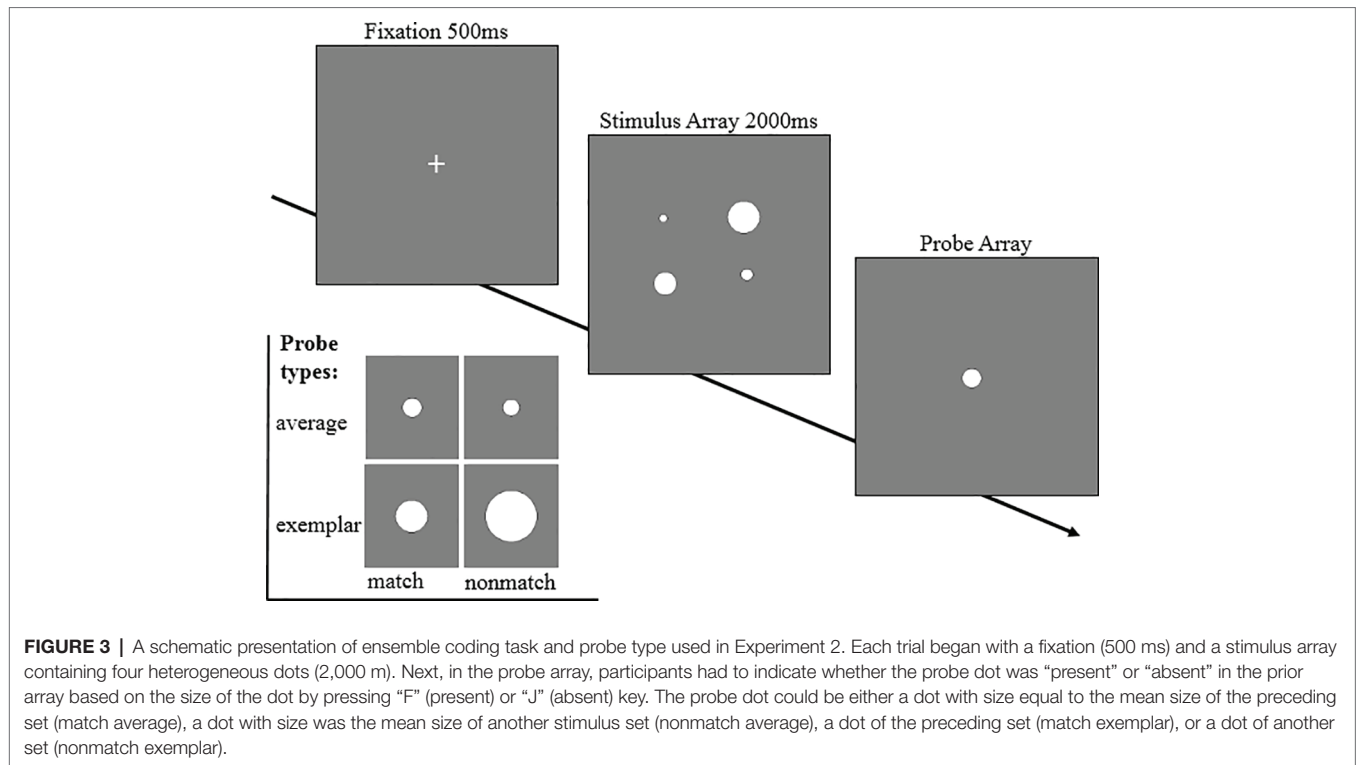 Fixation 500ms
Stimulus Array 2000ms
Probe Array
Probe
types:
average
exemplar
match nonmatch
FIGURE 3 | A schematic presentation of ensemble coding task and probe type used in Experiment 2. Each trial began with a fixation (500 ms) and a stimulus array
containing four heterogeneous dots (2,000 m). Next, in the probe array, participants had to indicate whether the probe dot was “present” or “absent” in the prior
array based on the size of the dot by pressing “F” (present) or “J” (absent) key. The probe dot could be either a dot with size equal to the mean size of the preceding
set (match average), a dot with size was the mean size of another stimulus set (nonmatch average), a dot of the preceding set (match exemplar), or a dot of another
set (nonmatch exemplar).